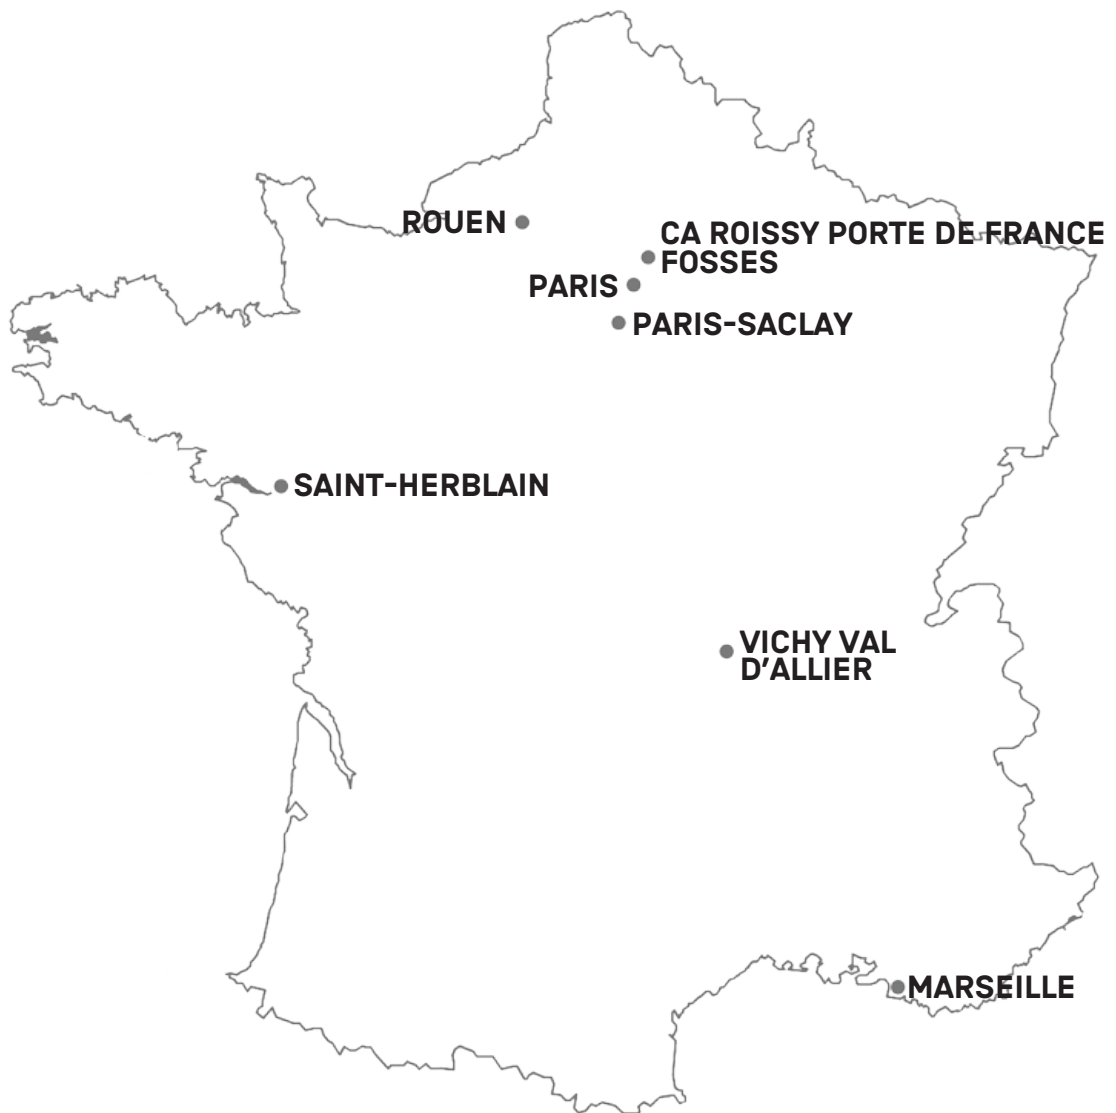 ROUEN
CA ROISSY PORTE DE FRANCE
FOSSES
PARIS
PARIS-SACLAY
SAINT-HERBLAIN
VICHY VAL
D’ALLIER
MARSEILLE